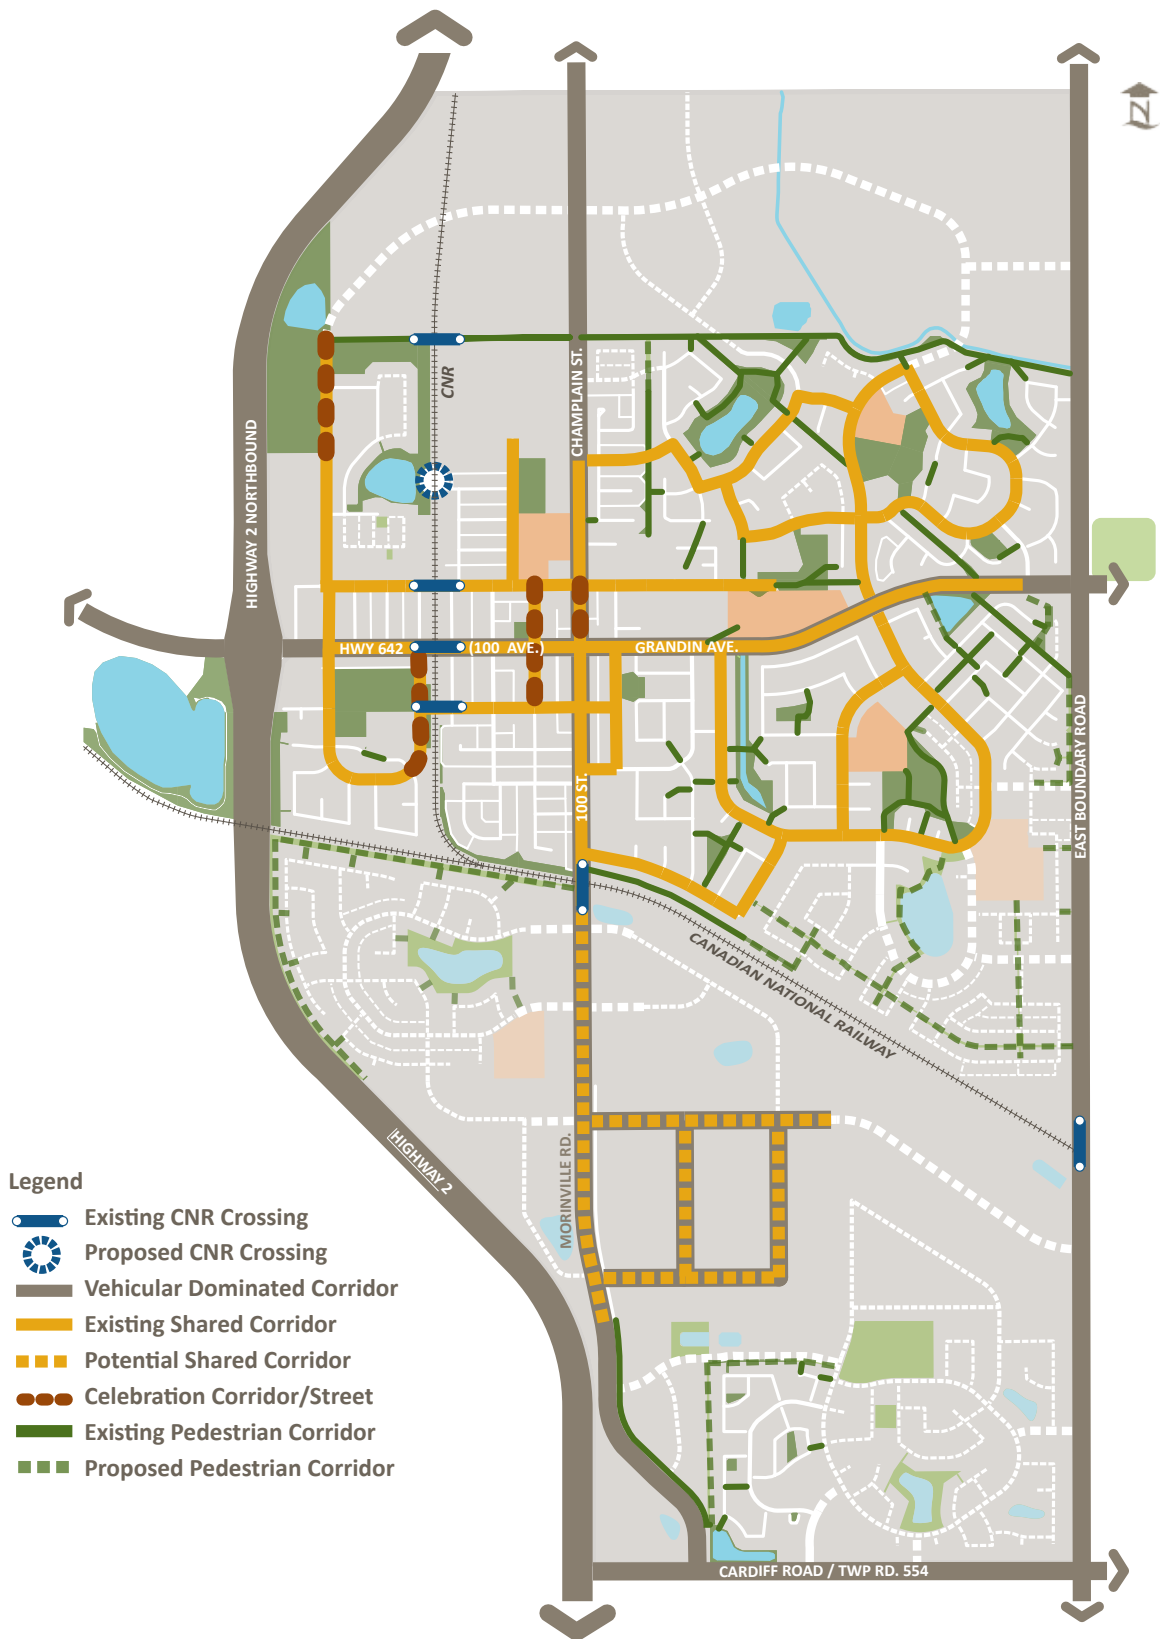 N
CNR
CHAMPLAIN ST.
HIGHWAY 2 NORTHBOUND
HWY 642
(100 AVE.)
GRANDIN AVE.
EAST BOUNDARY ROAD
100 ST.
CANADIAN NATIONAL RAILWAY
MORINVILLE RD.
HIGHWAY 2
Legend
Existing CNR Crossing
Proposed CNR Crossing
Vehicular Dominated Corridor
Existing Shared Corridor
Potential Shared Corridor
Celebration Corridor/Street
Existing Pedestrian Corridor
Proposed Pedestrian Corridor
CARDIFF ROAD / TWP RD. 554